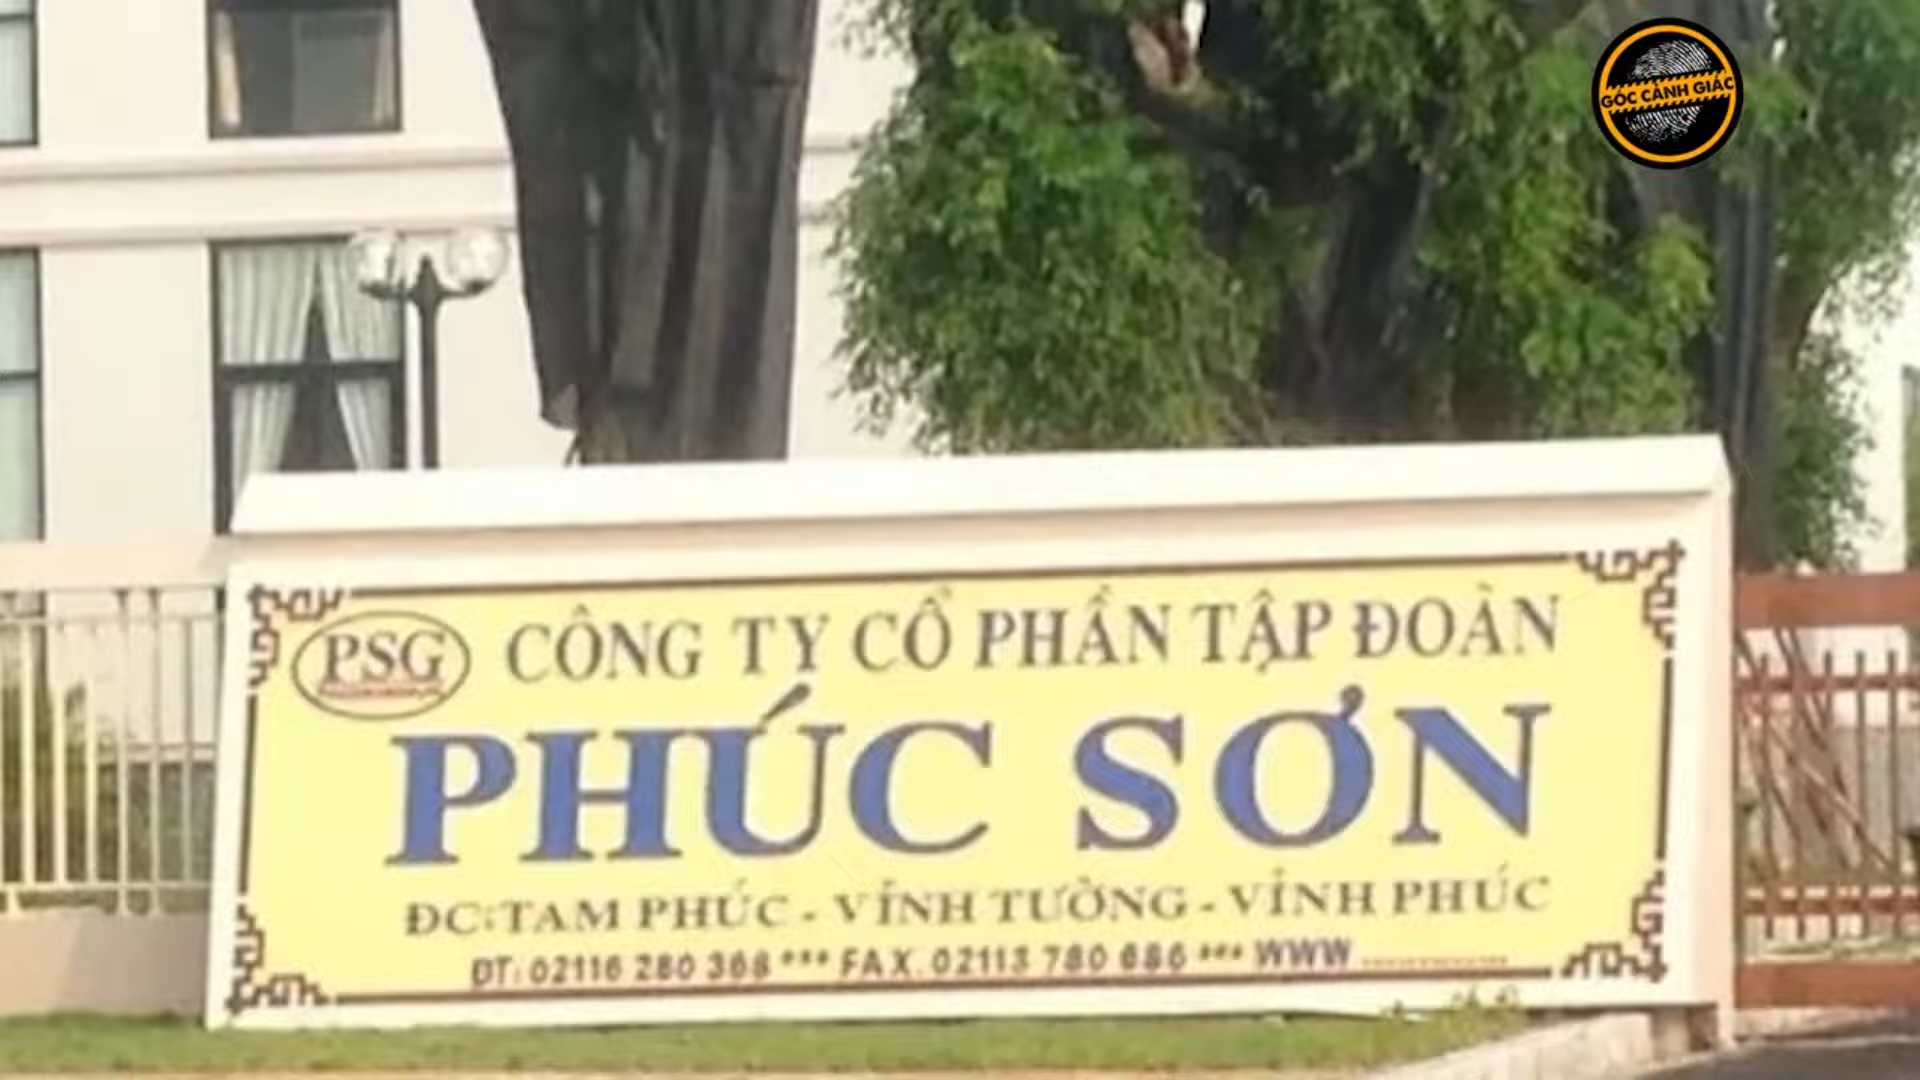 GÓC CẢNH GIÁC
PSG
CÔNG TY CỔ PHẦN TẬP ĐOÀN
PHÚC SƠN
ĐC:TAM PHÚC - VĨNH TƯỜNG - VĨNH PHÚC
ĐT: 02116 280 368 *** FAX. 02113 780 686 *** WWW